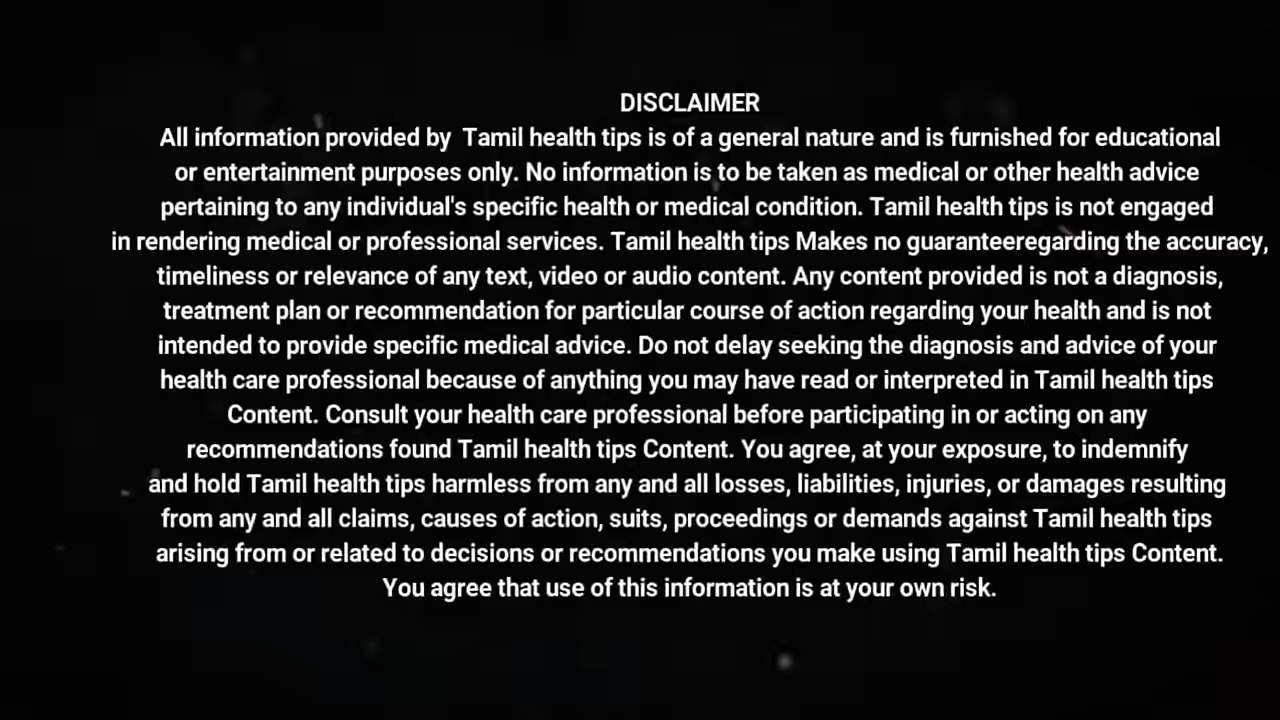 DISCLAIMER
All information provided by  Tamil health tips is of a general nature and is furnished for educational
or entertainment purposes only. No information is to be taken as medical or other health advice
pertaining to any individual's specific health or medical condition. Tamil health tips is not engaged
in rendering medical or professional services. Tamil health tips Makes no guaranteeregarding the accuracy,
timeliness or relevance of any text, video or audio content. Any content provided is not a diagnosis,
treatment plan or recommendation for particular course of action regarding your health and is not
intended to provide specific medical advice. Do not delay seeking the diagnosis and advice of your
health care professional because of anything you may have read or interpreted in Tamil health tips
Content. Consult your health care professional before participating in or acting on any
recommendations found Tamil health tips Content. You agree, at your exposure, to indemnify
and hold Tamil health tips harmless from any and all losses, liabilities, injuries, or damages resulting
from any and all claims, causes of action, suits, proceedings or demands against Tamil health tips
arising from or related to decisions or recommendations you make using Tamil health tips Content.
You agree that use of this information is at your own risk.